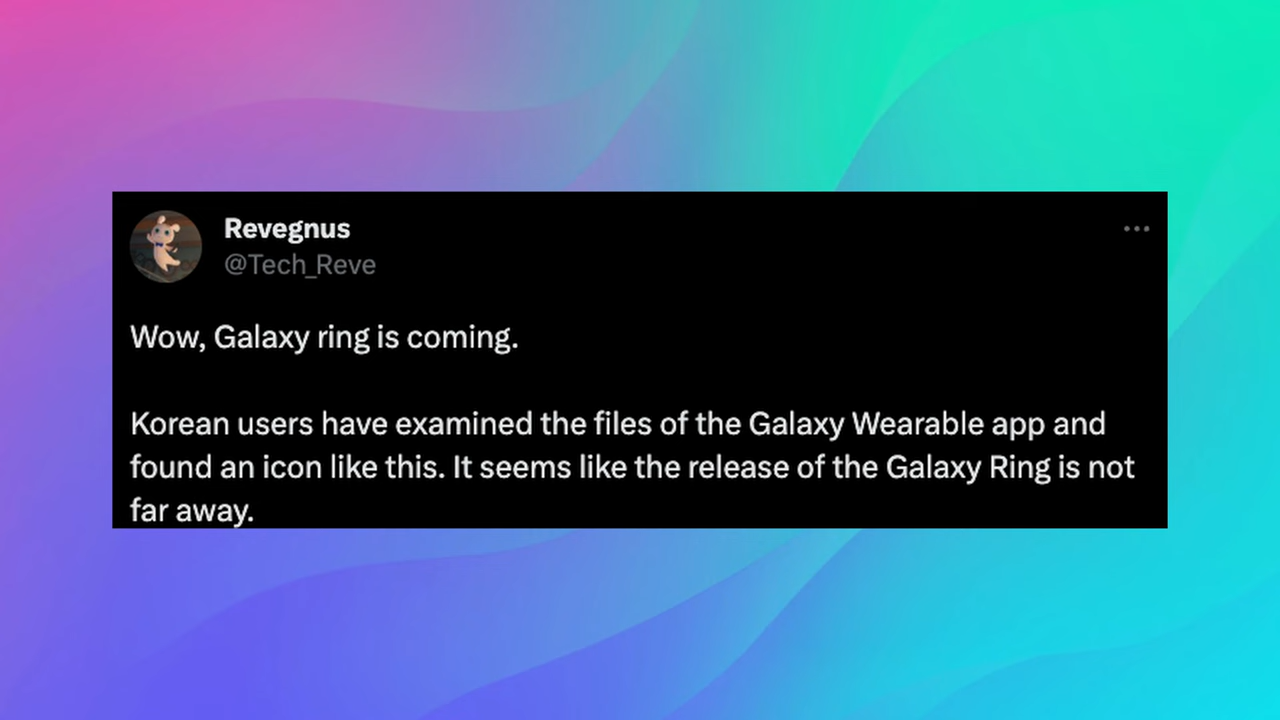 Revegnus
@Tech_Reve
Wow, Galaxy ring is coming.
Korean users have examined the files of the Galaxy Wearable app and
found an icon like this. It seems like the release of the Galaxy Ring is not
far away.